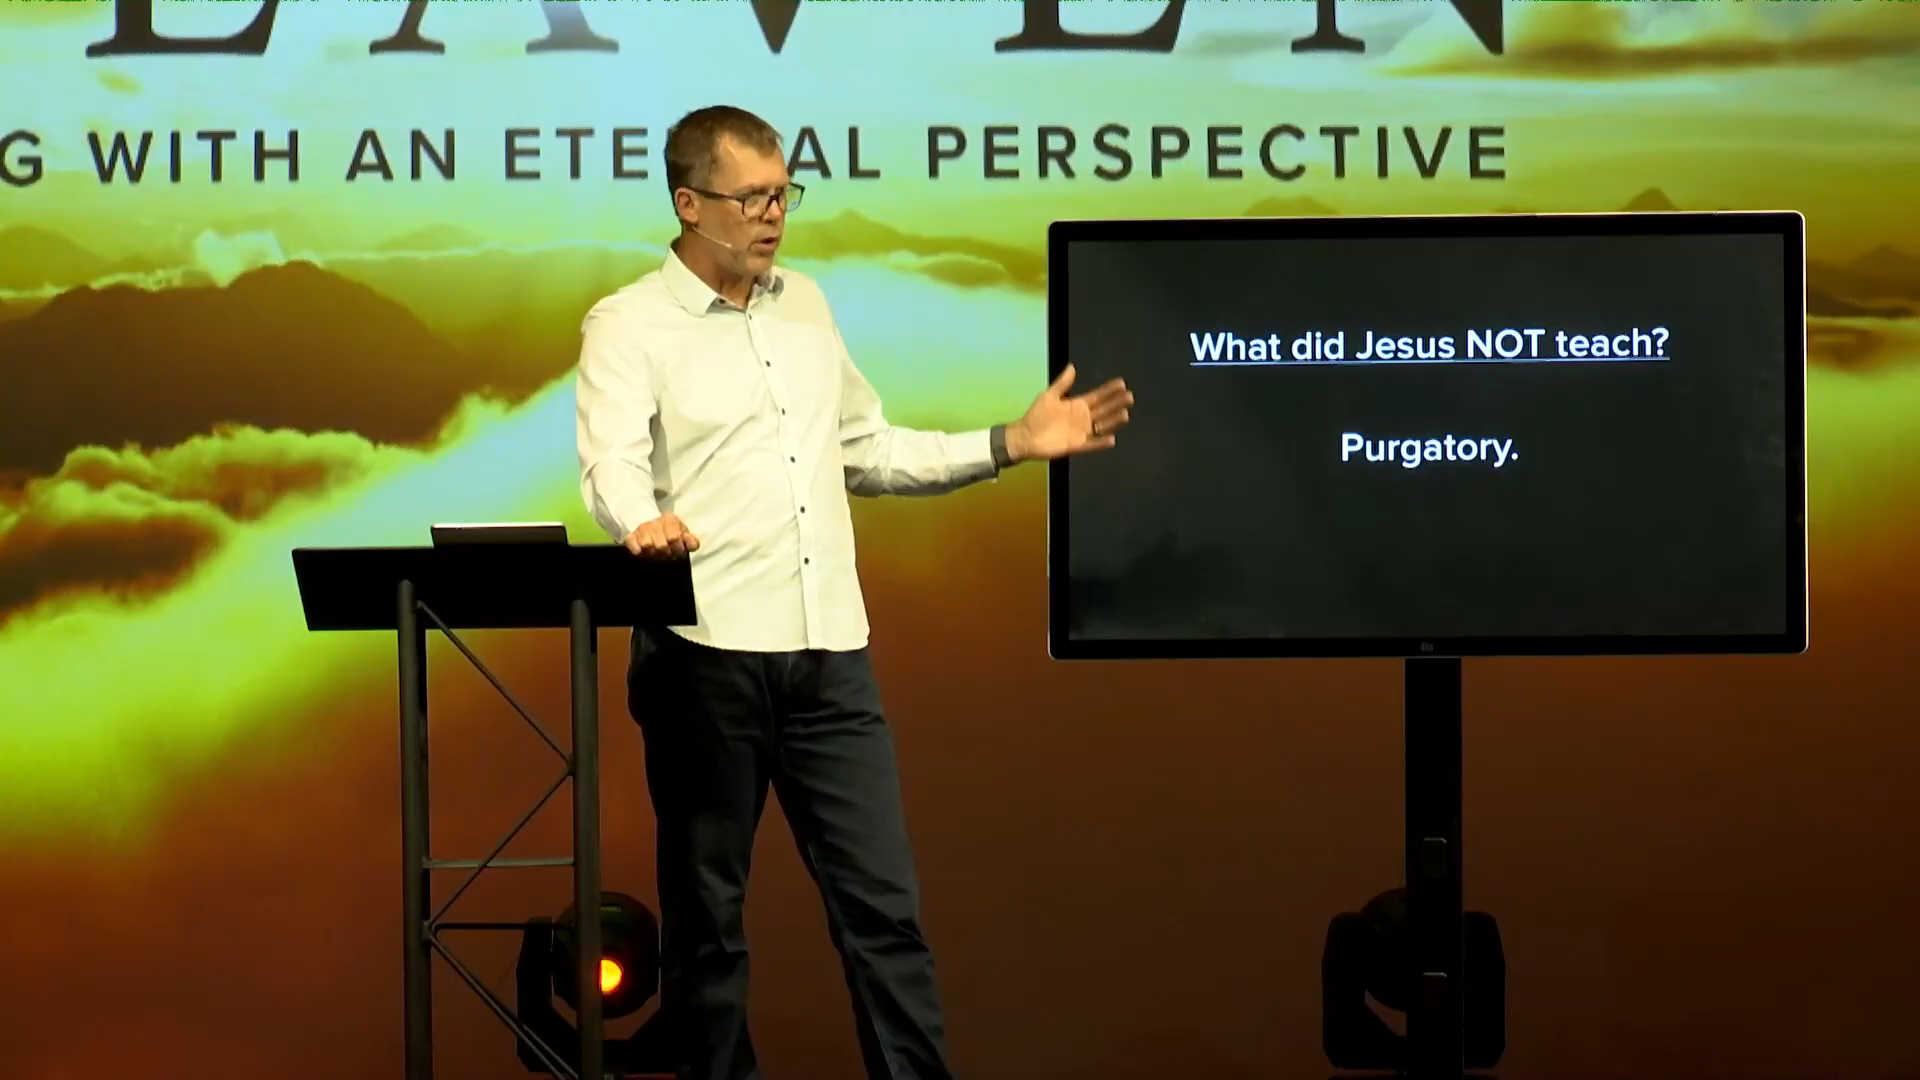 G WITH AN ETE AL PERSPECTIVE
What did Jesus NOT teach?
Purgatory.